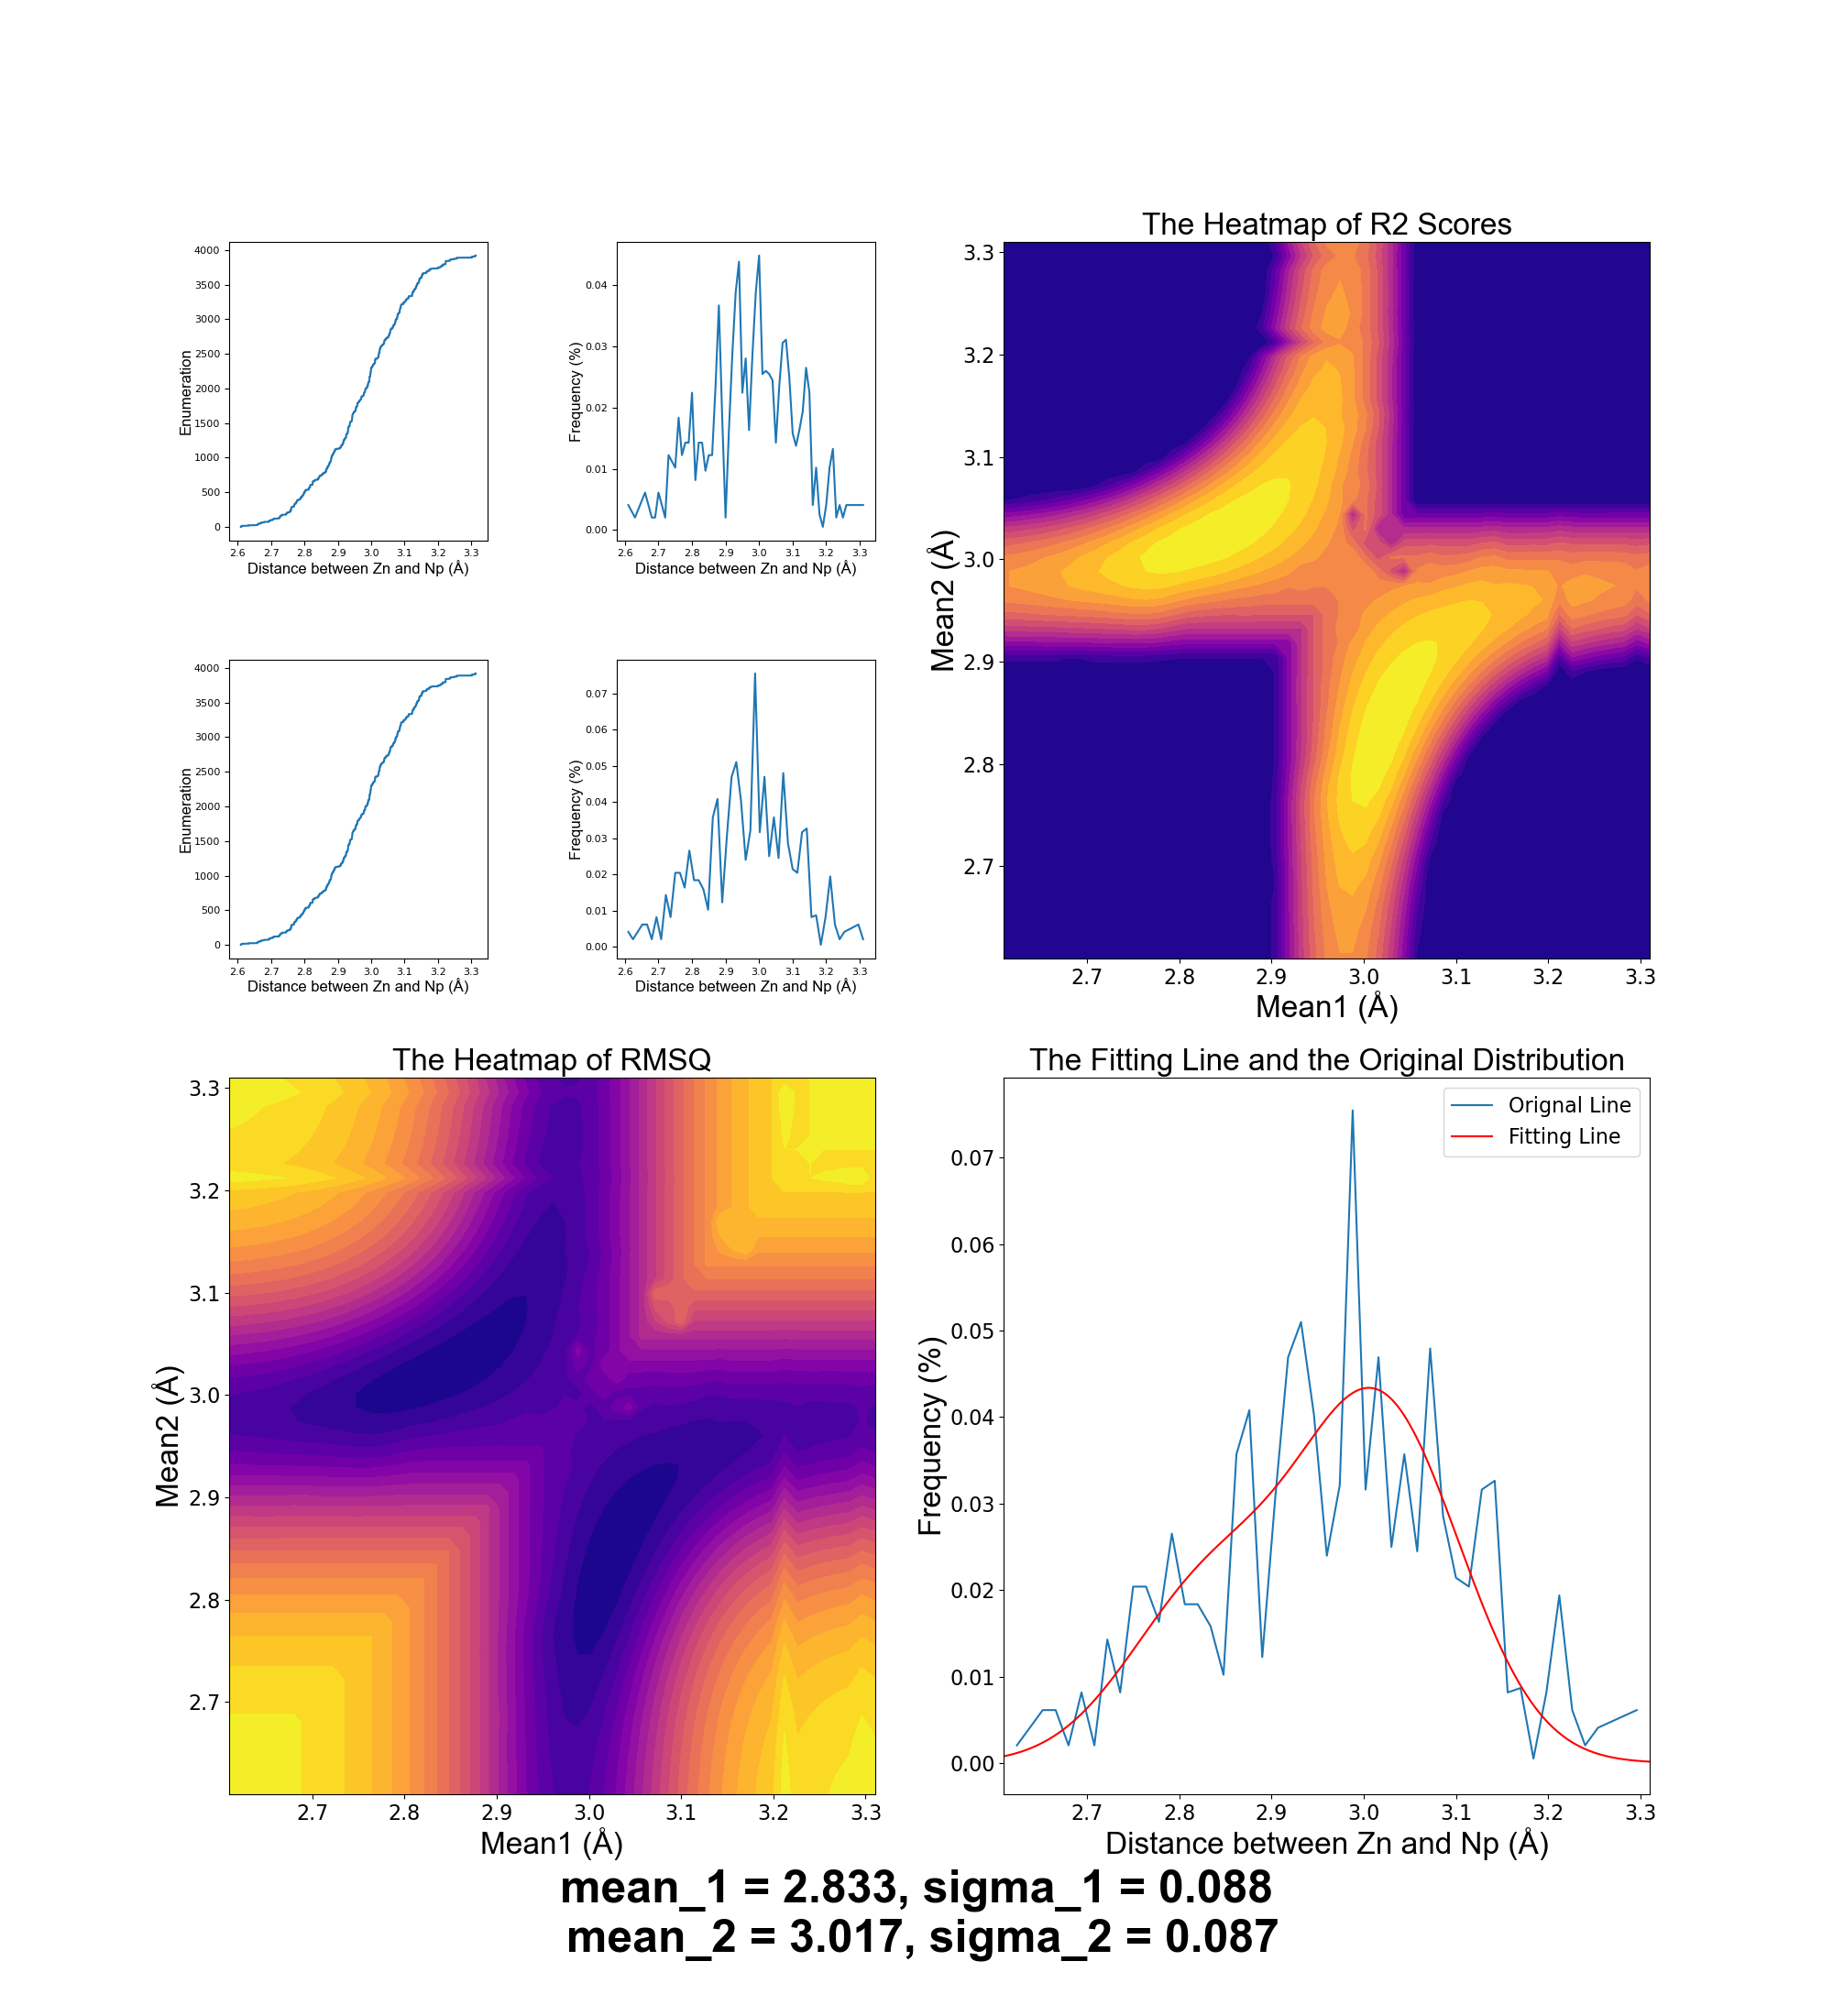 The Heatmap of R2 Scores
4000
3500
3000
2500
2000
1500
1000
500
0
Enumeration
2.6 2.7 2.8 2.9 3.0 3.1 3.2 3.3
Distance between Zn and Np (Å)
0.04
0.03
0.02
0.01
0.00
Frequency (%)
2.6 2.7 2.8 2.9 3.0 3.1 3.2 3.3
Distance between Zn and Np (Å)
3.3
3.2
3.1
3.0
2.9
2.8
2.7
Mean2 (Å)
2.7 2.8 2.9 3.0 3.1 3.2 3.3
Mean1 (Å)
4000
3500
3000
2500
2000
1500
1000
500
0
Enumeration
2.6 2.7 2.8 2.9 3.0 3.1 3.2 3.3
Distance between Zn and Np (Å)
0.07
0.06
0.05
0.04
0.03
0.02
0.01
0.00
Frequency (%)
2.6 2.7 2.8 2.9 3.0 3.1 3.2 3.3
Distance between Zn and Np (Å)
The Heatmap of RMSQ
3.3
3.2
3.1
3.0
2.9
2.8
2.7
Mean2 (Å)
2.7 2.8 2.9 3.0 3.1 3.2 3.3
Mean1 (Å)
The Fitting Line and the Original Distribution
Orignal Line
Fitting Line
0.07
0.06
0.05
0.04
0.03
0.02
0.01
0.00
Frequency (%)
2.7 2.8 2.9 3.0 3.1 3.2 3.3
Distance between Zn and Np (Å)
mean_1 = 2.833, sigma_1 = 0.088
mean_2 = 3.017, sigma_2 = 0.087